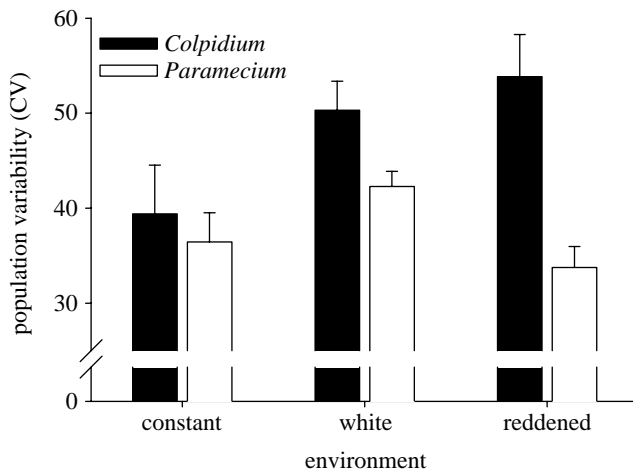 60
50
40
30
0
population variability (CV)
Colpidium
Paramecium
constant white reddened
environment